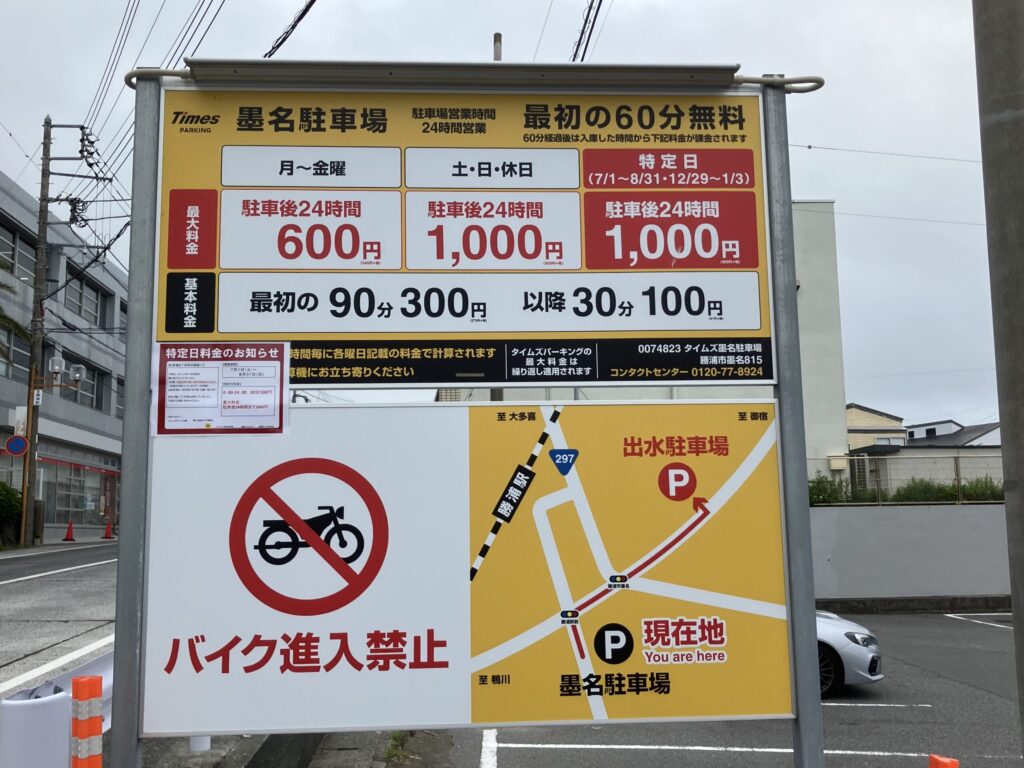 Times
PARKING
墨名駐車場
駐車場営業時間
24時間営業
最初の60分無料
60分経過後は入庫した時間から下記料金が課金されます
月～金曜
土・日・休日
特定日
(7/1～8/31・12/29～1/3)
最大料金
駐車後24時間
600円
駐車後24時間
1,000円
駐車後24時間
1,000円
基本料金
最初の 90分 300円
以降 30分 100円
特定日料金のお知らせ
時間毎に各曜日記載の料金で計算されます
算機にお立ち寄りください
タイムズパーキングの
最大料金は
繰り返し適用されます
0074823 タイムズ墨名駐車場
勝浦市墨名815
コンタクトセンター 0120-77-8924
バイク進入禁止
至 大多喜
至 御宿
297
勝浦駅
出水駐車場
P
勝浦市墨名
勝浦駅前
P
現在地
You are here
至 鴨川
墨名駐車場